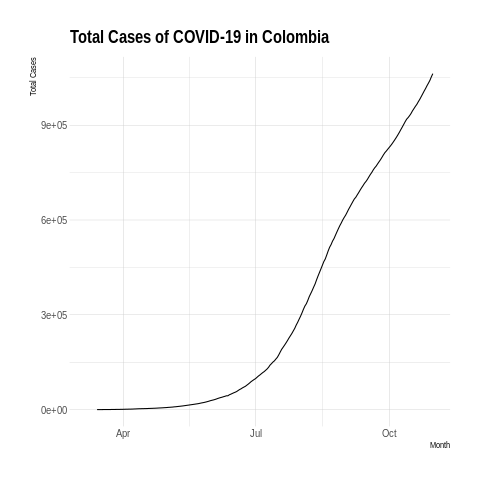 Total Cases of COVID-19 in Colombia
Total Cases
9e+05
6e+05
3e+05
0e+00
Apr Jul Oct
Month